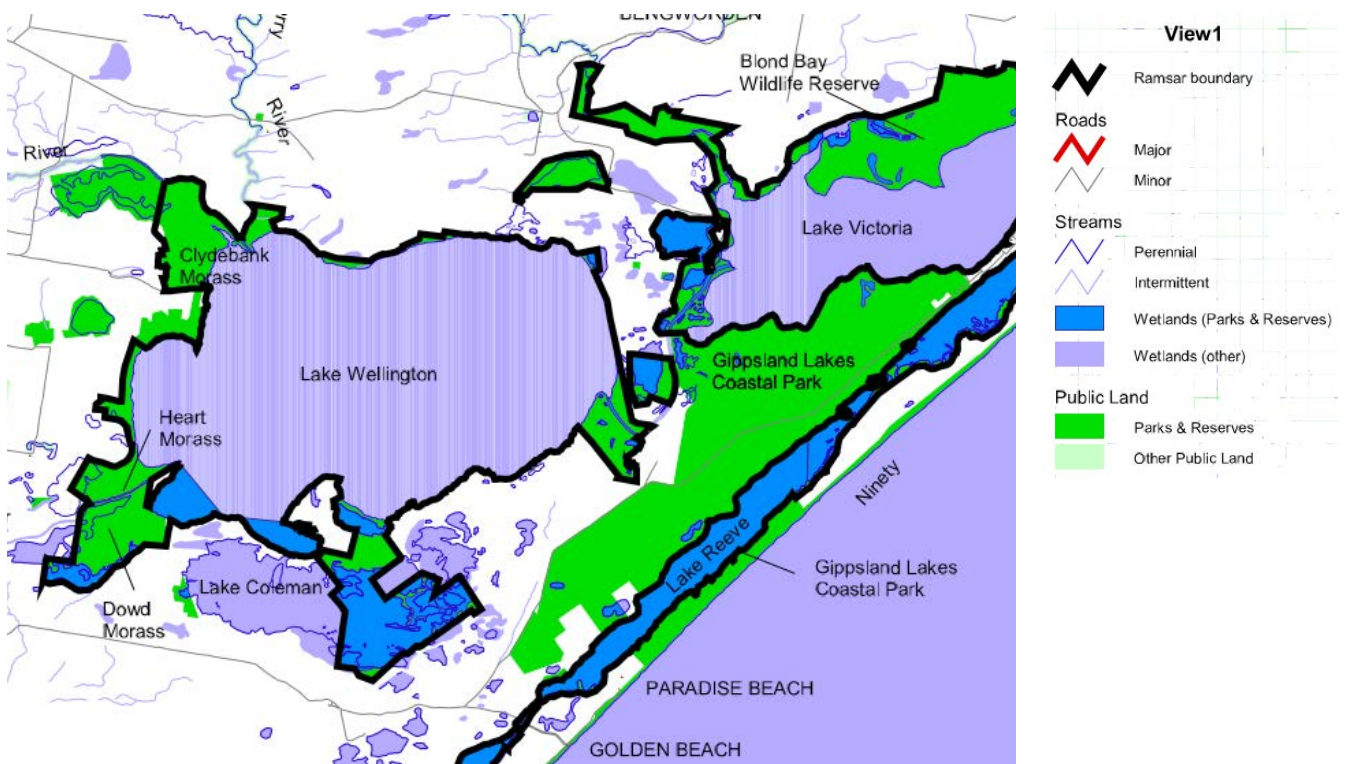 BENGWORDEN
Blond Bay
Wildlife Reserve
River
River
Lake Victoria
Clydebank
Morass
Lake Wellington
Gippsland Lakes
Coastal Park
Heart
Morass
Ninety
Lake Reeve
Gippsland Lakes
Coastal Park
Lake Coleman
Dowd
Morass
PARADISE BEACH
GOLDEN BEACH
View1
Ramsar boundary
Roads
Major
Minor
Streams
Perennial
Intermittent
Wetlands (Parks & Reserves)
Wetlands (other)
Public Land
Parks & Reserves
Other Public Land